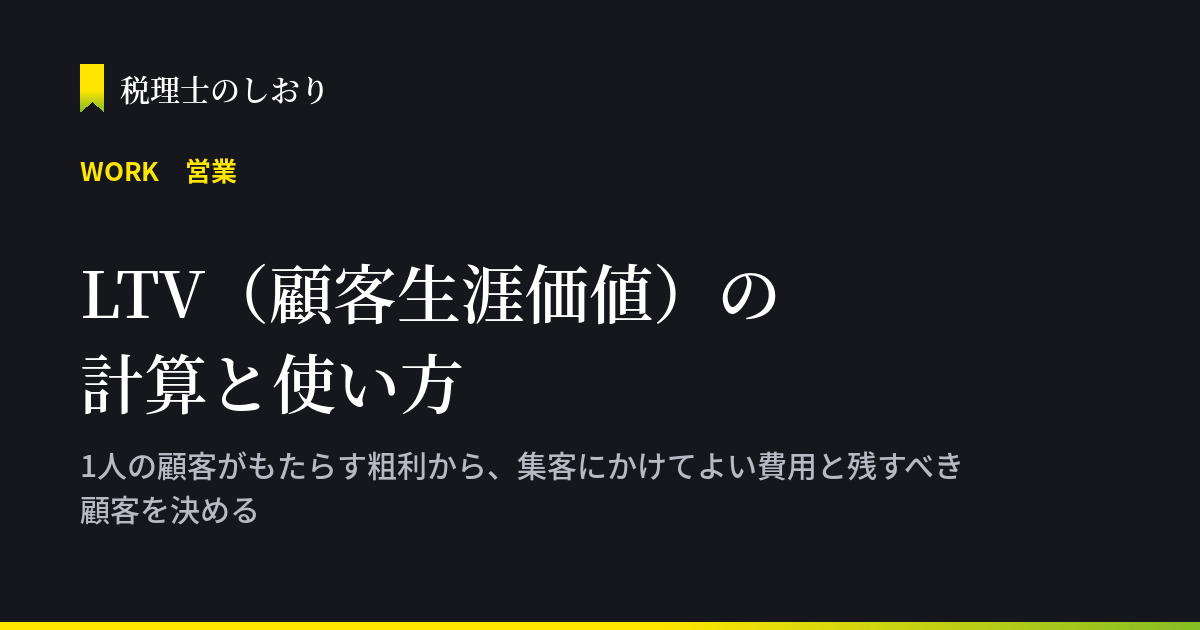 税理士のしおり
WORK　営業
LTV（顧客生涯価値）の
計算と使い方
1人の顧客がもたらす粗利から、集客にかけてよい費用と残すべき
顧客を決める